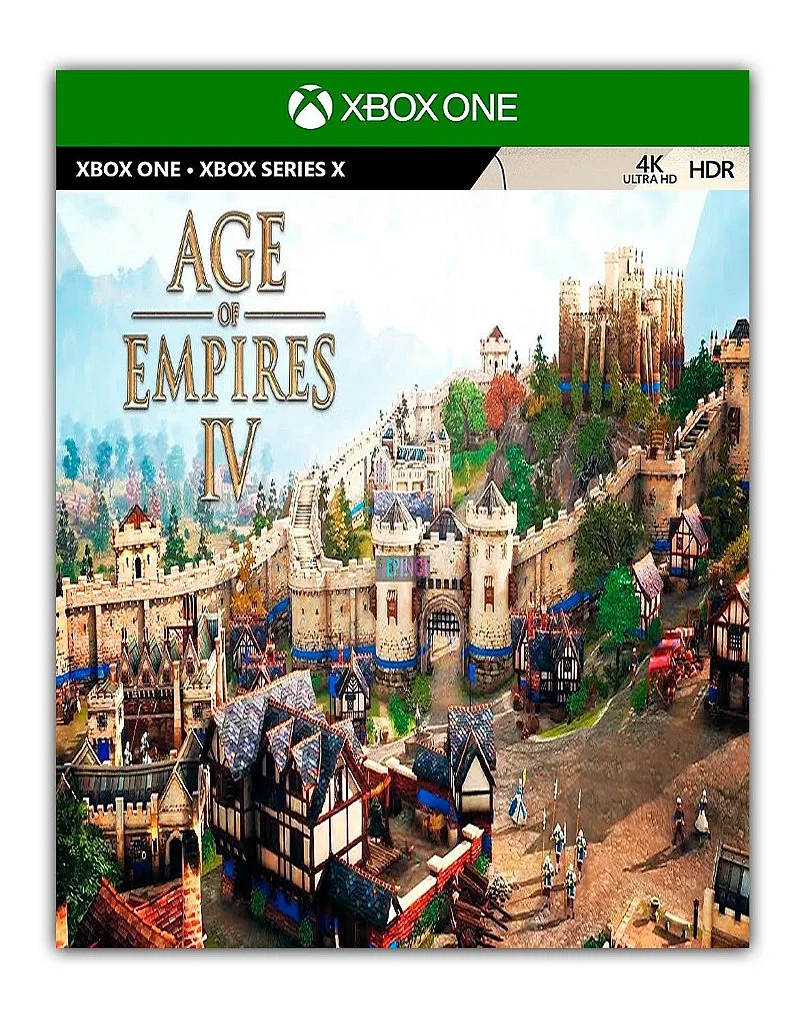 XBOX ONE
XBOX ONE • XBOX SERIES X
4K
ULTRA HD
HDR
AGE
OF
EMPIRES
IV